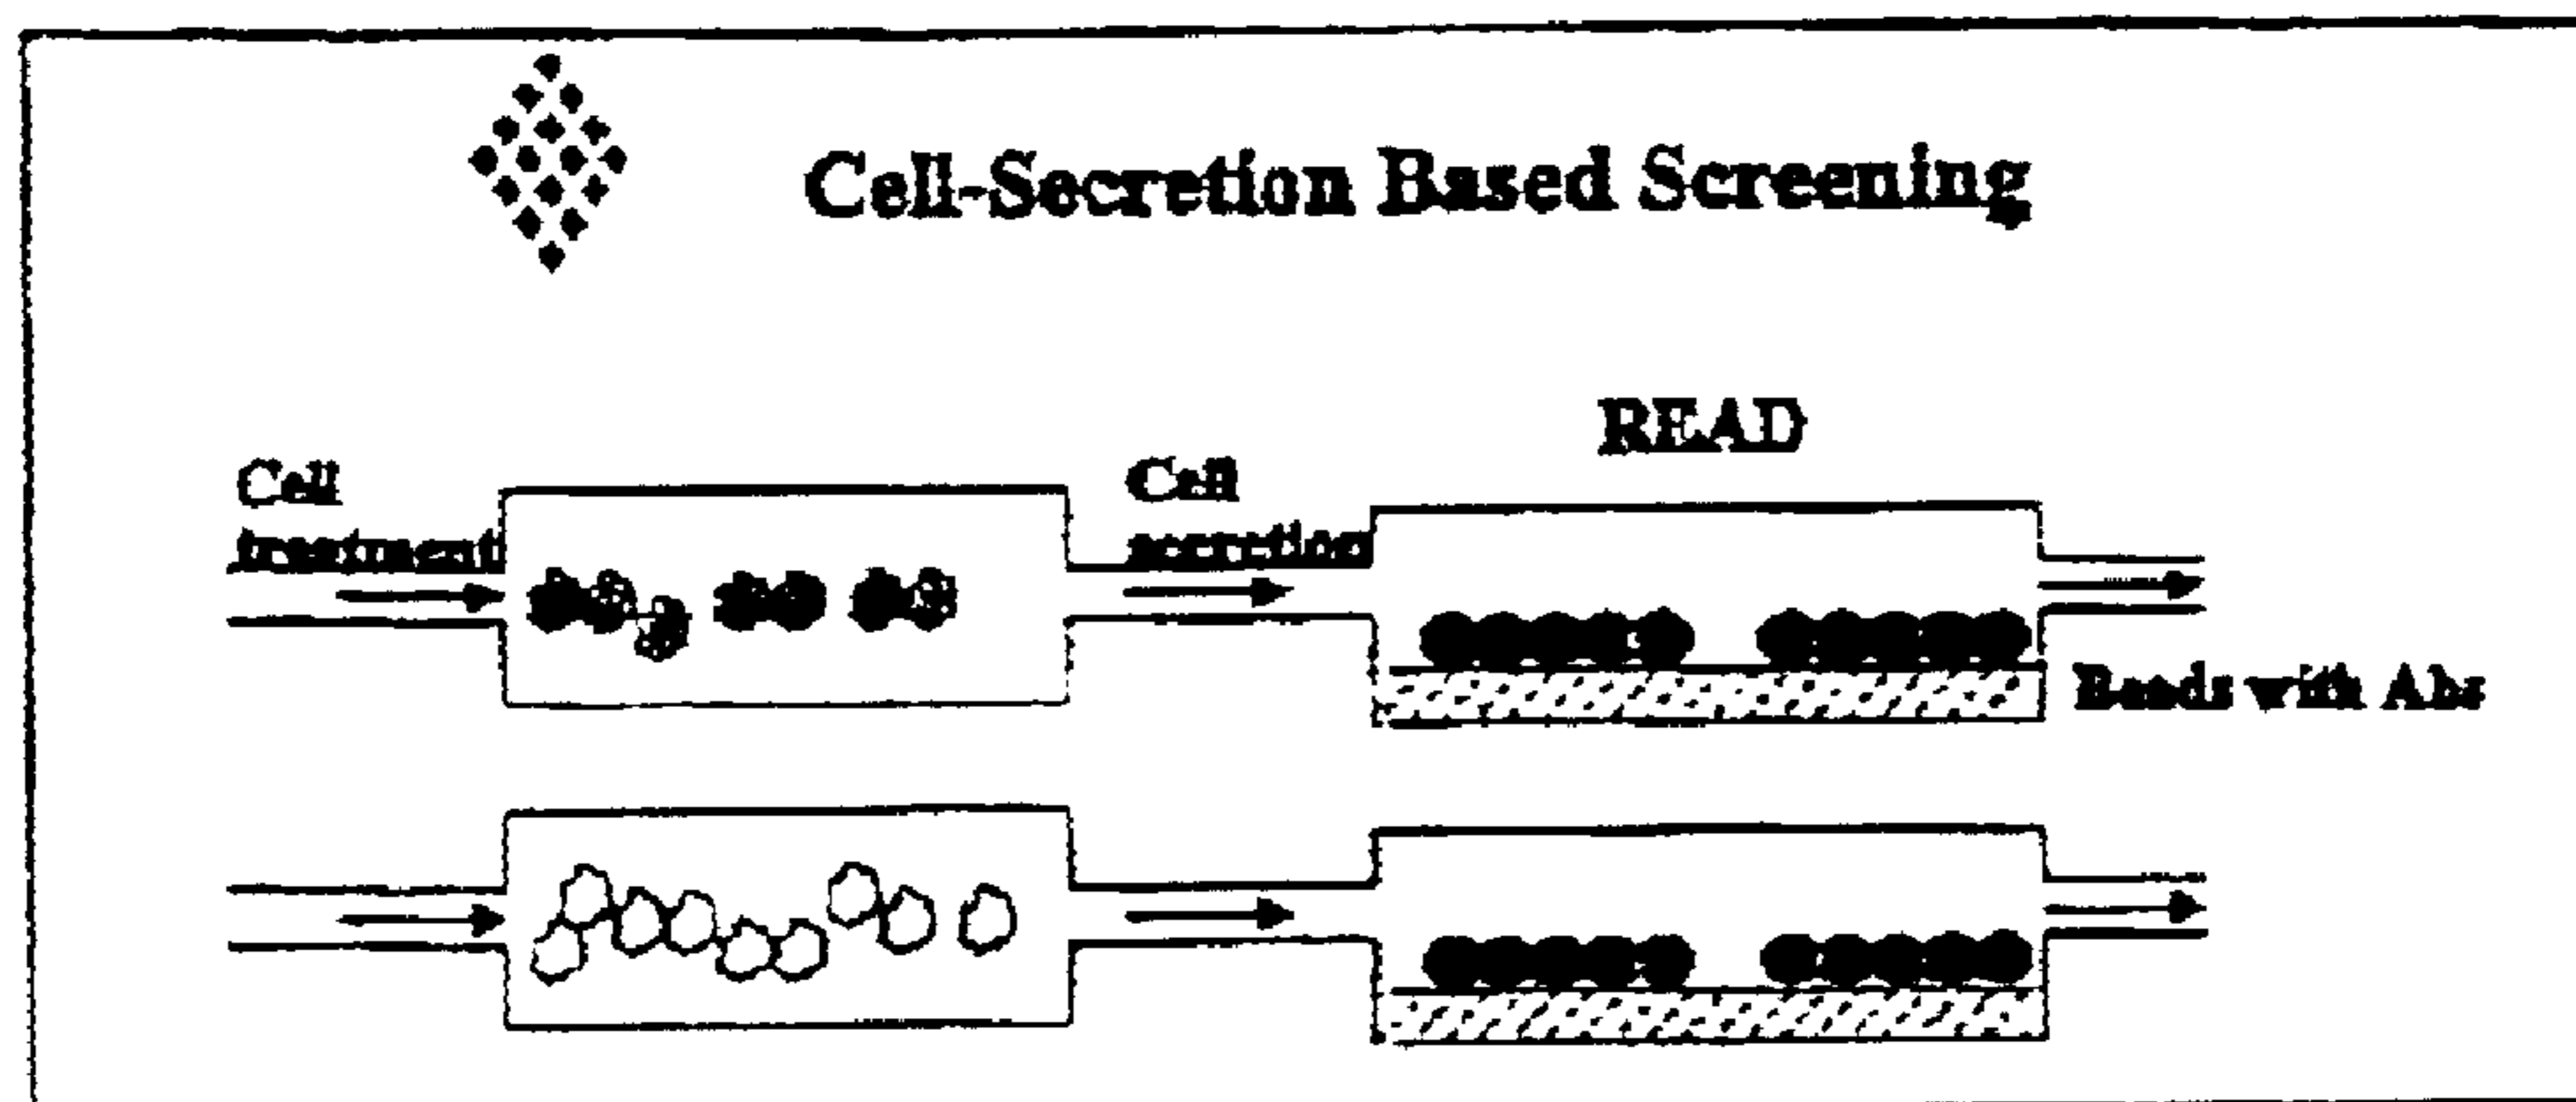 Cell-Secretion Based Screening
READ
Cell
treatment
Cell
secretion
Beads with Abs